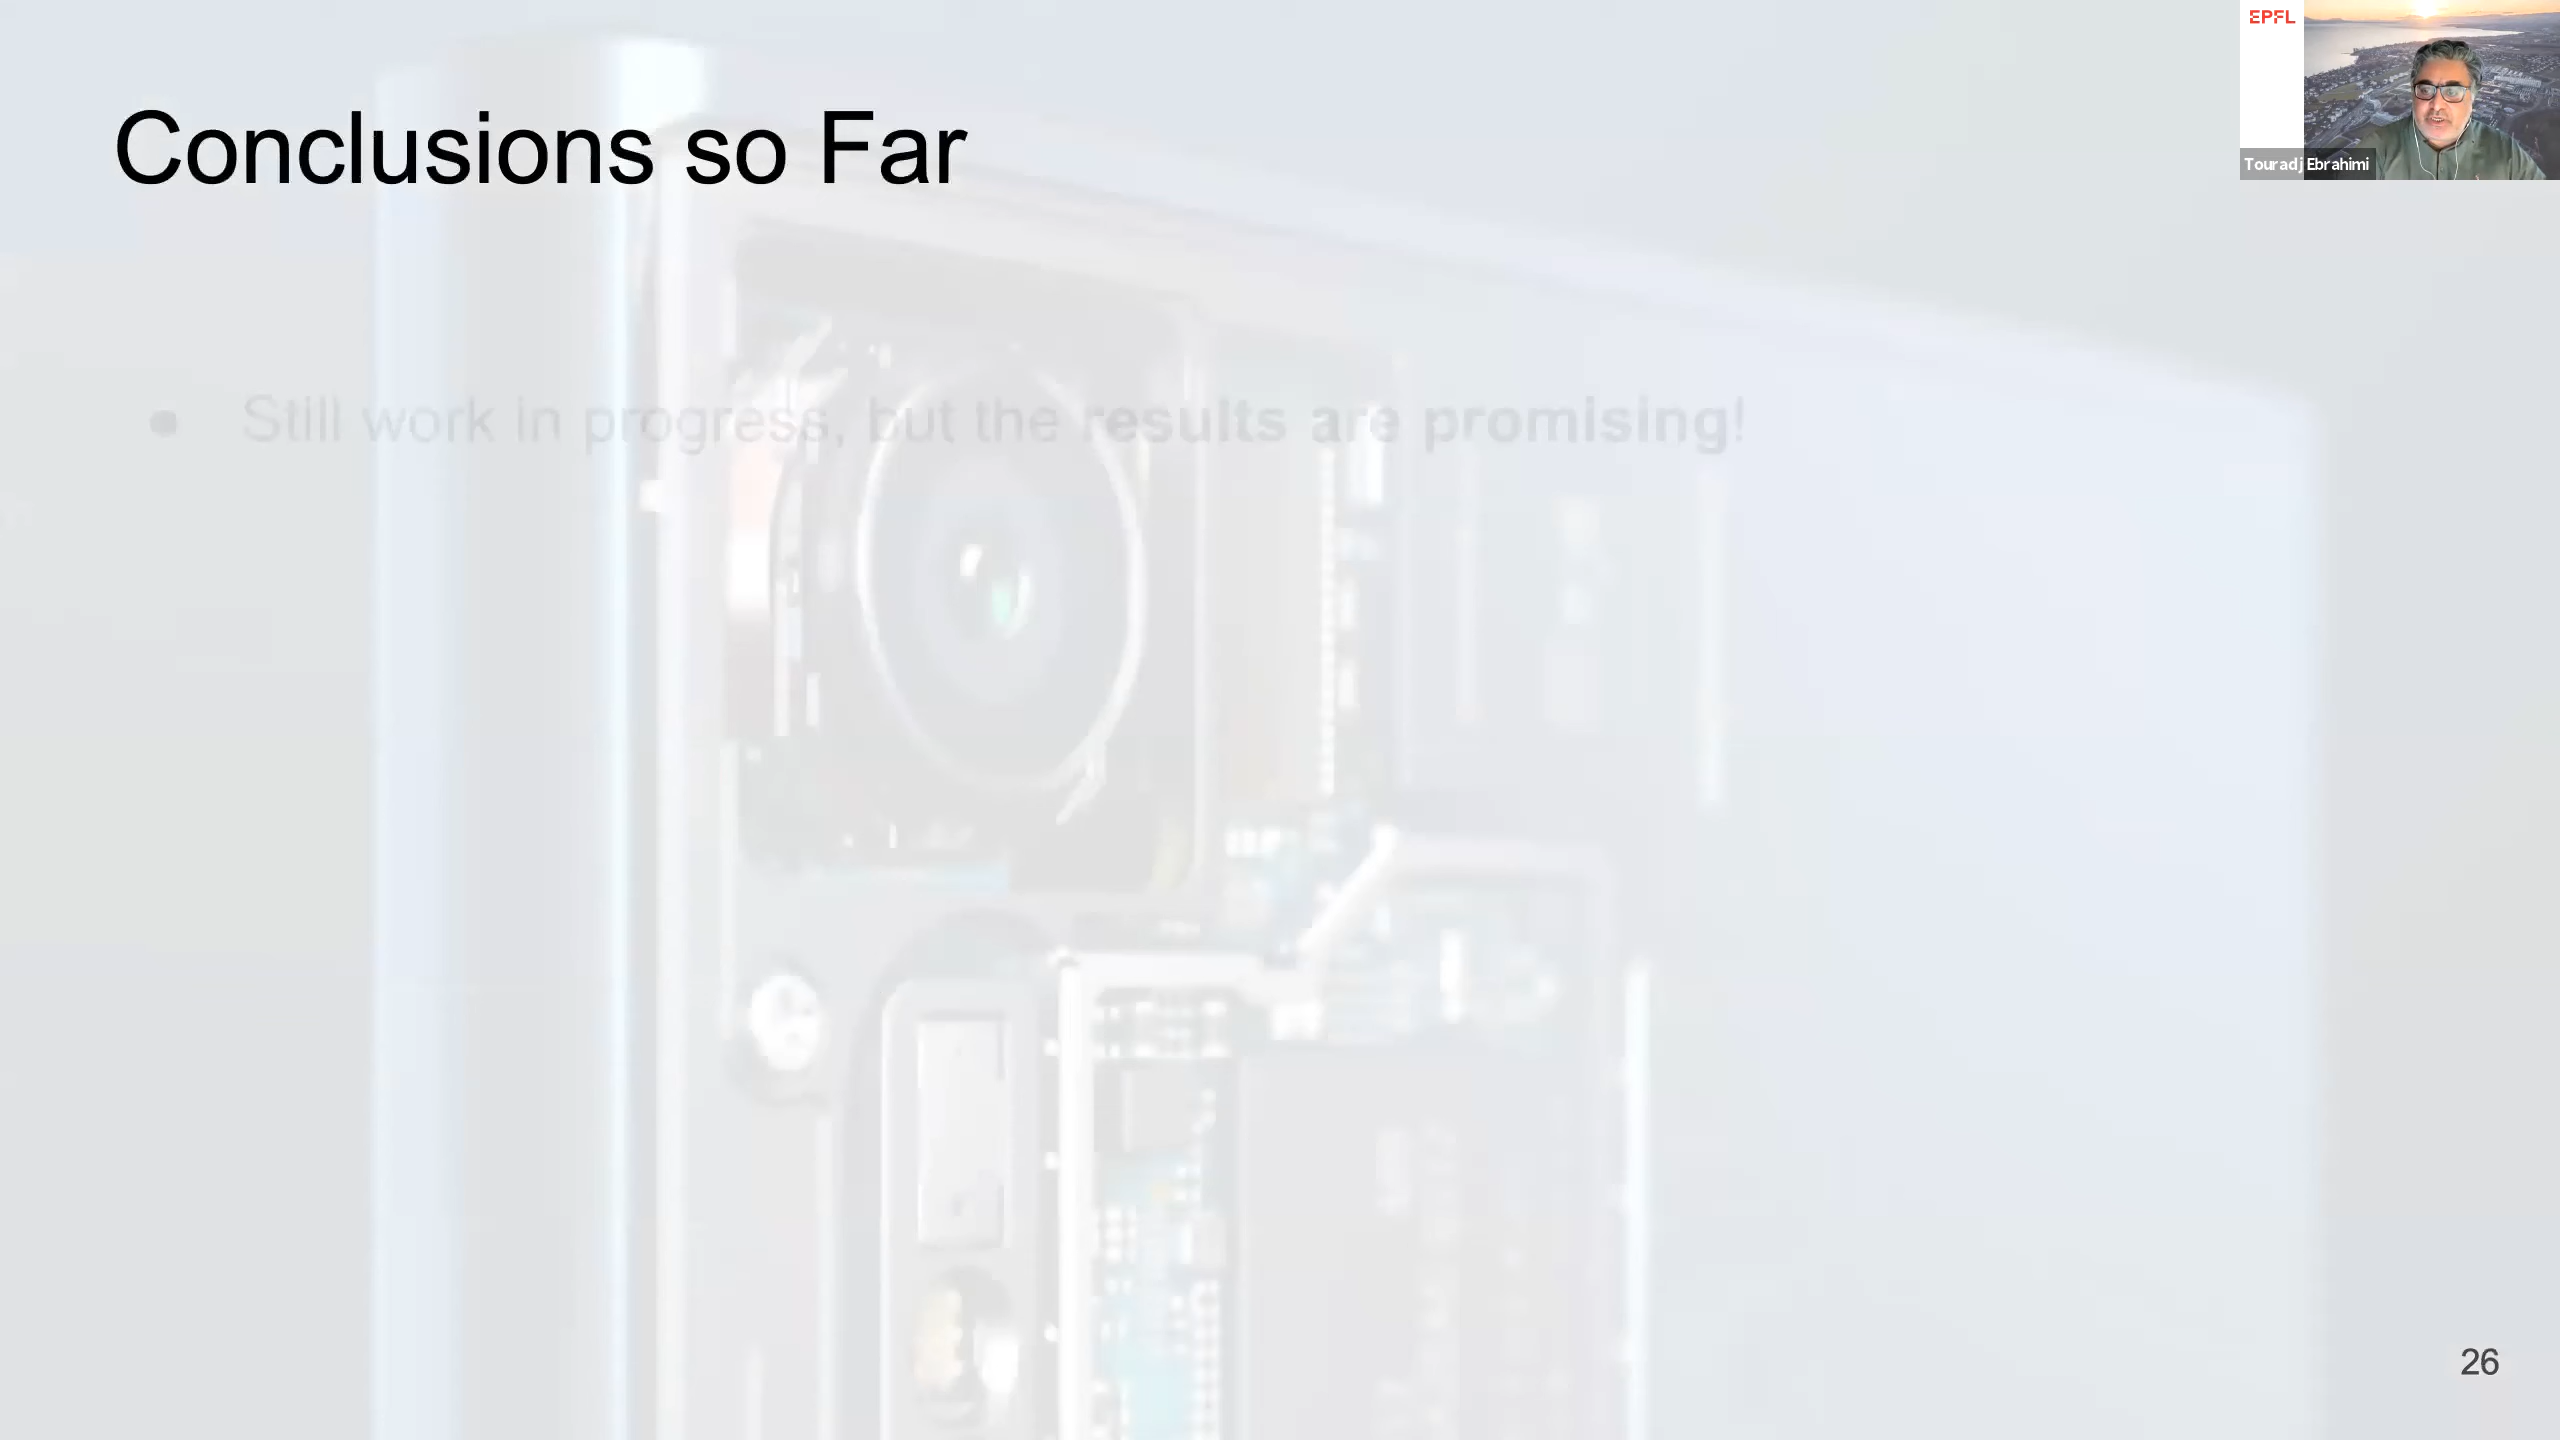 EPFL
Touradj Ebrahimi
Conclusions so Far
● Still work in progress, but the results are promising!
26